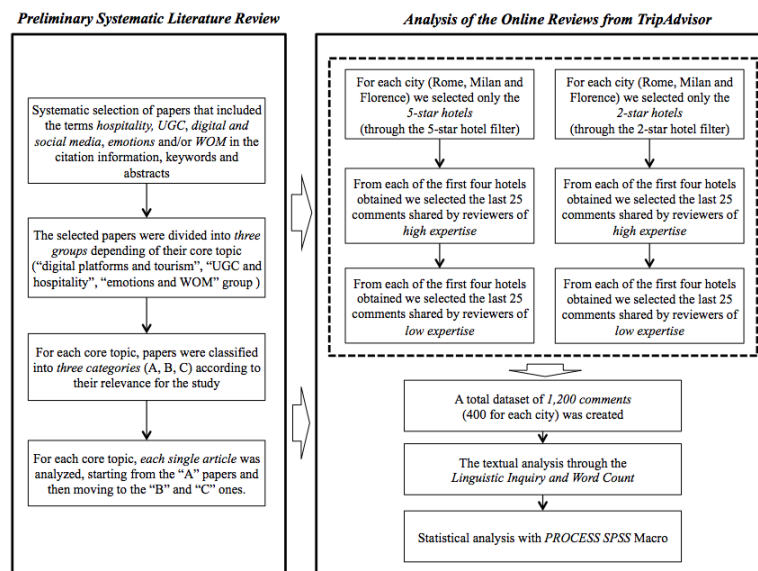 Preliminary Systematic Literature Review
Systematic selection of papers that included
the terms hospitality, UGC, digital and
social media, emotions and/or WOM in the
citation information, keywords and
abstracts
The selected papers were divided into three
groups depending of their core topic
(“digital platforms and tourism”, “UGC and
hospitality”, “emotions and WOM” group )
For each core topic, papers were classified
into three categories (A, B, C) according to
their relevance for the study
For each core topic, each single article was
analyzed, starting from the “A” papers and
then moving to the “B” and “C” ones.
Analysis of the Online Reviews from TripAdvisor
For each city (Rome, Milan and
Florence) we selected only the
5-star hotels
(through the 5-star hotel filter)
From each of the first four hotels
obtained we selected the last 25
comments shared by reviewers of
high expertise
From each of the first four hotels
obtained we selected the last 25
comments shared by reviewers of
low expertise
For each city (Rome, Milan and
Florence) we selected only the
2-star hotels
(through the 2-star hotel filter)
From each of the first four hotels
obtained we selected the last 25
comments shared by reviewers of
high expertise
From each of the first four hotels
obtained we selected the last 25
comments shared by reviewers of
low expertise
A total dataset of 1,200 comments
(400 for each city) was created
The textual analysis through the
Linguistic Inquiry and Word Count
Statistical analysis with PROCESS SPSS Macro